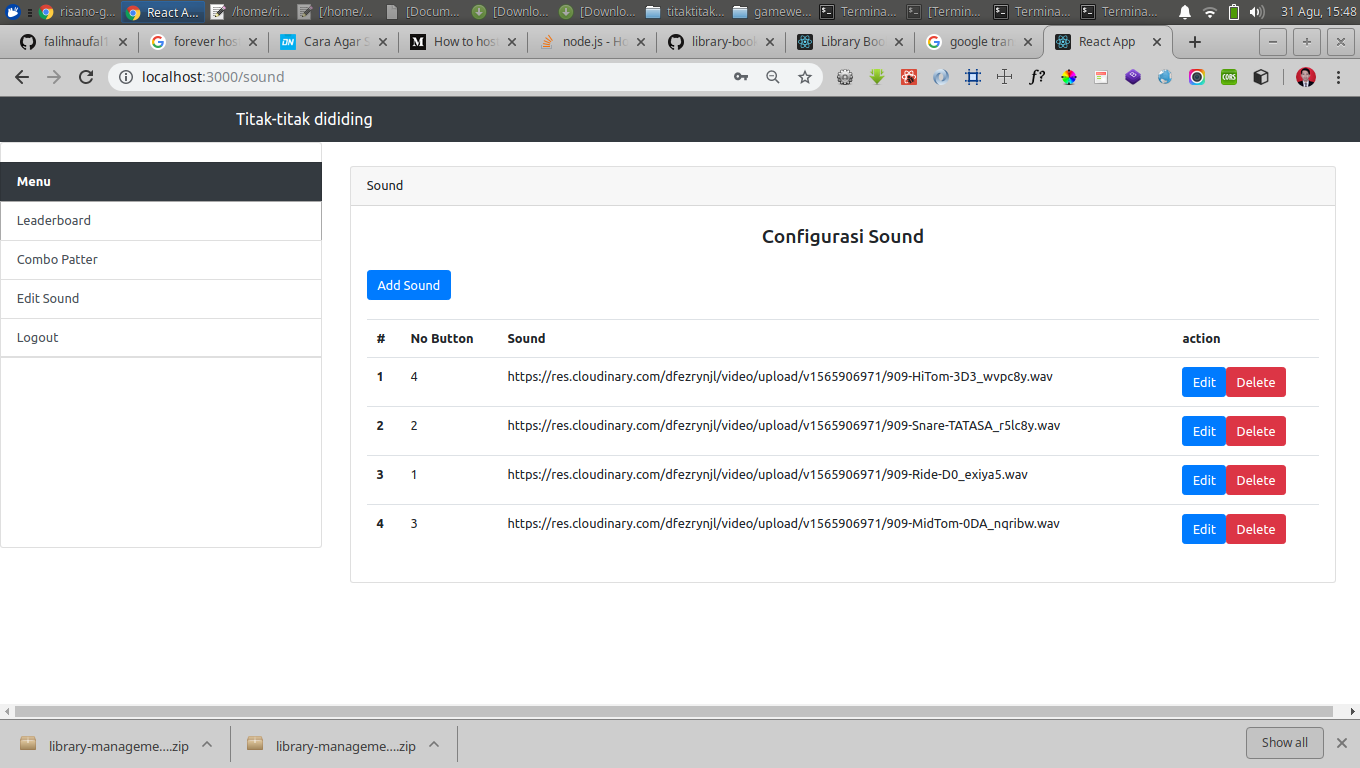 risano-g... React A... /home/ri... [/home/... [Docum... [Downlo... [Downlo... titaktitak... gamewe... Termina... [Termin... Termina... Termina... 31 Agu, 15:48
falihnaufal1 forever hos Cara Agar S How to host node.js - Ho library-book Library Boo google tran React App
localhost:3000/sound f? CORS
Titak-titak dididing
Menu
Leaderboard
Combo Patter
Edit Sound
Logout
Sound
Configurasi Sound
Add Sound
# No Button Sound action
1 4 https://res.cloudinary.com/dfezrynjl/video/upload/v1565906971/909-HiTom-3D3_wvpc8y.wav Edit Delete
2 2 https://res.cloudinary.com/dfezrynjl/video/upload/v1565906971/909-Snare-TATASA_r5lc8y.wav Edit Delete
3 1 https://res.cloudinary.com/dfezrynjl/video/upload/v1565906971/909-Ride-D0_exiya5.wav Edit Delete
4 3 https://res.cloudinary.com/dfezrynjl/video/upload/v1565906971/909-MidTom-0DA_nqribw.wav Edit Delete
library-manageme....zip library-manageme....zip Show all